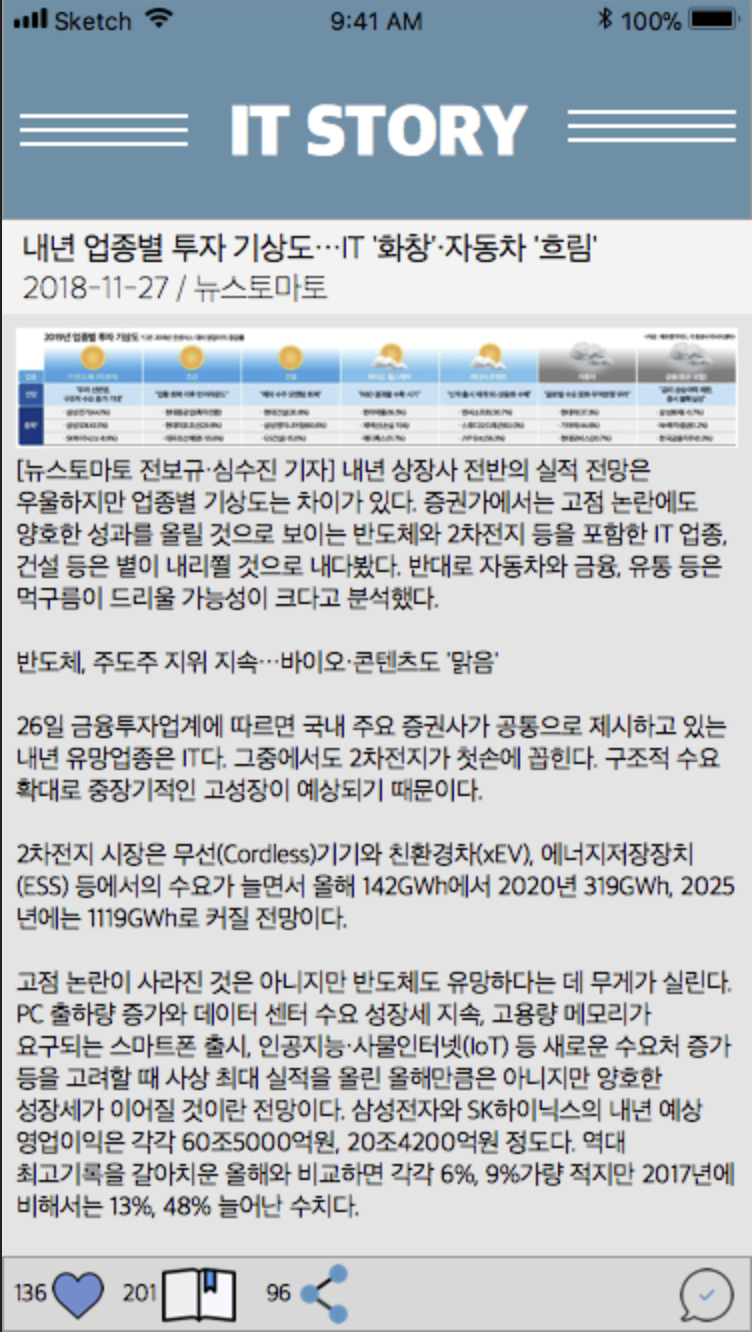 Sketch 9:41 AM 100%
IT STORY
내년 업종별 투자 기상도…IT '화창'·자동차 '흐림'
2018-11-27 / 뉴스토마토
2019년 업종별 투자 기상도
[뉴스토마토 전보규·심수진 기자] 내년 상장사 전반의 실적 전망은
우울하지만 업종별 기상도는 차이가 있다. 증권가에서는 고점 논란에도
양호한 성과를 올릴 것으로 보이는 반도체와 2차전지 등을 포함한 IT 업종,
건설 등은 볕이 내리쬘 것으로 내다봤다. 반대로 자동차와 금융, 유통 등은
먹구름이 드리울 가능성이 크다고 분석했다.
반도체, 주도주 지위 지속…바이오·콘텐츠도 '맑음'
26일 금융투자업계에 따르면 국내 주요 증권사가 공통으로 제시하고 있는
내년 유망업종은 IT다. 그중에서도 2차전지가 첫손에 꼽힌다. 구조적 수요
확대로 중장기적인 고성장이 예상되기 때문이다.
2차전지 시장은 무선(Cordless)기기와 친환경차(xEV), 에너지저장장치
(ESS) 등에서의 수요가 늘면서 올해 142GWh에서 2020년 319GWh, 2025
년에는 1119GWh로 커질 전망이다.
고점 논란이 사라진 것은 아니지만 반도체도 유망하다는 데 무게가 실린다.
PC 출하량 증가와 데이터 센터 수요 성장세 지속, 고용량 메모리가
요구되는 스마트폰 출시, 인공지능·사물인터넷(IoT) 등 새로운 수요처 증가
등을 고려할 때 사상 최대 실적을 올린 올해만큼은 아니지만 양호한
성장세가 이어질 것이란 전망이다. 삼성전자와 SK하이닉스의 내년 예상
영업이익은 각각 60조5000억원, 20조4200억원 정도다. 역대
최고기록을 갈아치운 올해와 비교하면 각각 6%, 9%가량 적지만 2017년에
비해서는 13%, 48% 늘어난 수치다.
136 201 96